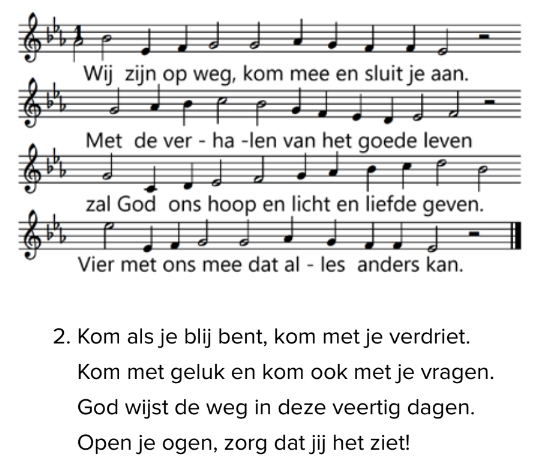 1
Wij zijn op weg, kom mee en sluit je aan.
Met de ver - ha -len van het goede leven
zal God ons hoop en licht en liefde geven.
Vier met ons mee dat al - les anders kan.
2. Kom als je blij bent, kom met je verdriet.
Kom met geluk en kom ook met je vragen.
God wijst de weg in deze veertig dagen.
Open je ogen, zorg dat jij het ziet!